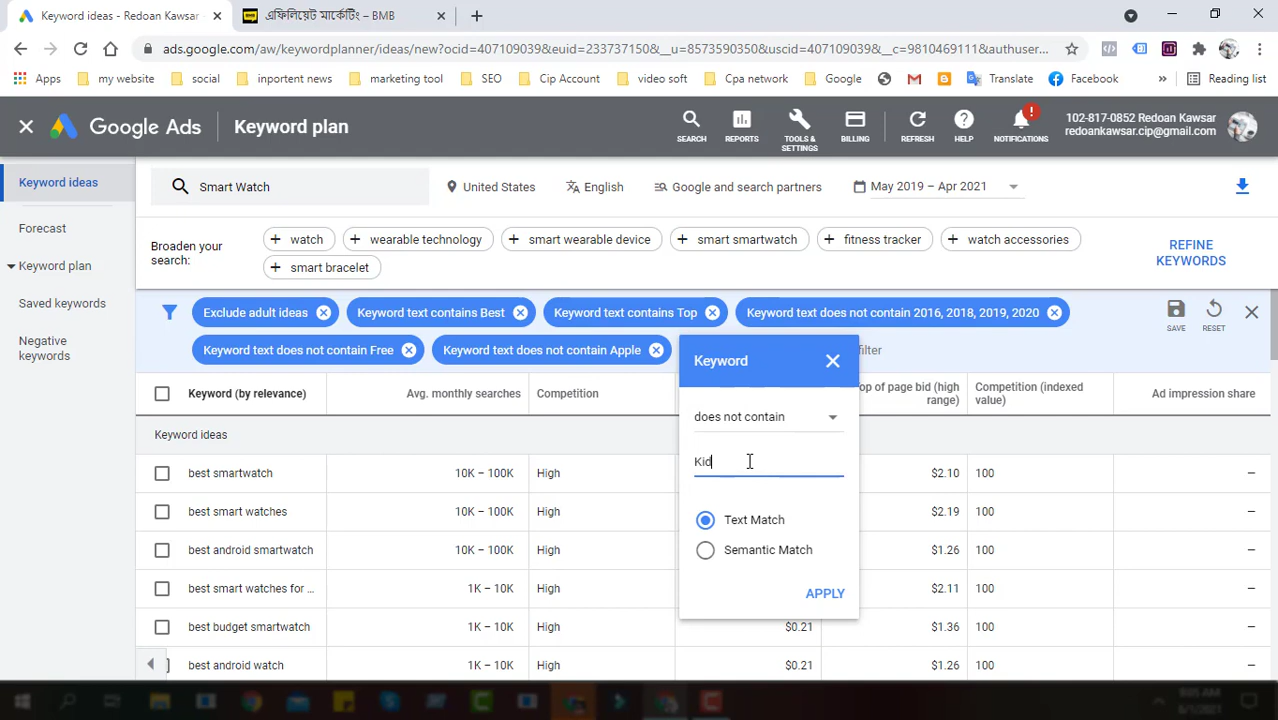 Keyword ideas - Redoan Kawsar -
এফিলিয়েট মার্কেটিং – BMB
ads.google.com/aw/keywordplanner/ideas/new?ocid=407109039&euid=233737150&__u=8573590350&uscid=407109039&__c=9810469111&authuser...
Apps
my website
social
inportent news
marketing tool
SEO
Cip Account
video soft
Cpa network
Google
Translate
Facebook
»
Reading list
Google Ads
Keyword plan
SEARCH
REPORTS
TOOLS & SETTINGS
BILLING
REFRESH
HELP
NOTIFICATIONS
102-817-0852 Redoan Kawsar
redoankawsar.cip@gmail.com
Keyword ideas
Forecast
Keyword plan
Saved keywords
Negative
keywords
Smart Watch
United States
English
Google and search partners
May 2019 – Apr 2021
Broaden your
search:
+ watch
+ wearable technology
+ smart wearable device
+ smart smartwatch
+ fitness tracker
+ watch accessories
+ smart bracelet
REFINE
KEYWORDS
Exclude adult ideas
Keyword text contains Best
Keyword text contains Top
Keyword text does not contain 2016, 2018, 2019, 2020
Keyword text does not contain Free
Keyword text does not contain Apple
filter
SAVE
RESET
Keyword
does not contain
Kid
Text Match
Semantic Match
APPLY
Keyword (by relevance)
Avg. monthly searches
Competition
op of page bid (high
range)
Competition (indexed
value)
Ad impression share
Keyword ideas
best smartwatch 10K – 100K High $2.10 100 –
best smart watches 10K – 100K High $2.19 100 –
best android smartwatch 10K – 100K High $1.26 100 –
best smart watches for ... 1K – 10K High $2.11 100 –
best budget smartwatch 1K – 10K High $0.21 $1.36 100 –
best android watch 1K – 10K High $0.21 $1.26 100 –